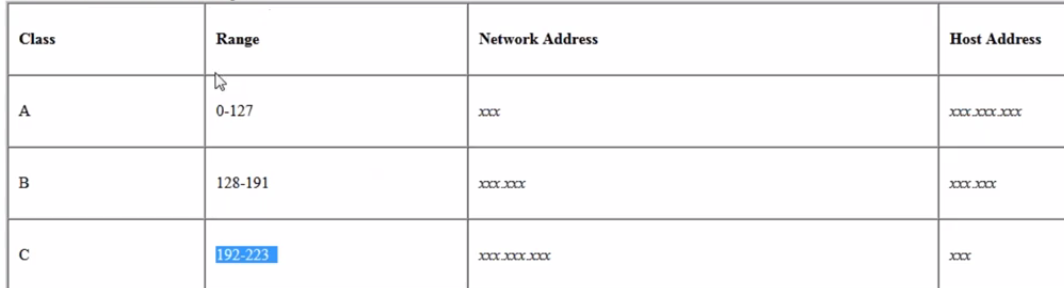 Class Range Network Address Host Address
A 0-127 xxx xxx.xxx.xxx
B 128-191 xxx.xxx xxx.xxx
C 192-223 xxx.xxx.xxx xxx